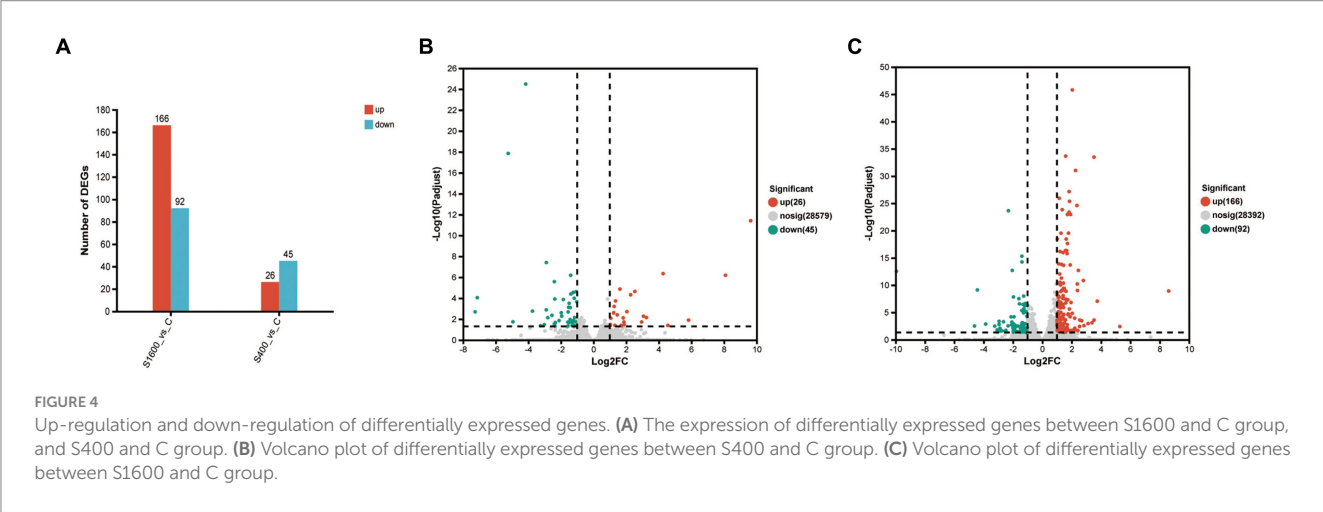 A
Number of DEGs
180
160
140
120
100
80
60
40
20
0
166
92
26
45
S1600_vs_C
S400_vs_C
up
down
B
-Log10(Padjust)
26
24
22
20
18
16
14
12
10
8
6
4
2
0
-8 -6 -4 -2 0 2 4 6 8 10
Log2FC
Significant
up(26)
nosig(28579)
down(45)
C
-Log10(Padjust)
50
45
40
35
30
25
20
15
10
5
0
-10 -8 -6 -4 -2 0 2 4 6 8 10
Log2FC
Significant
up(166)
nosig(28392)
down(92)
FIGURE 4
Up-regulation and down-regulation of differentially expressed genes. (A) The expression of differentially expressed genes between S1600 and C group,
and S400 and C group. (B) Volcano plot of differentially expressed genes between S400 and C group. (C) Volcano plot of differentially expressed genes
between S1600 and C group.